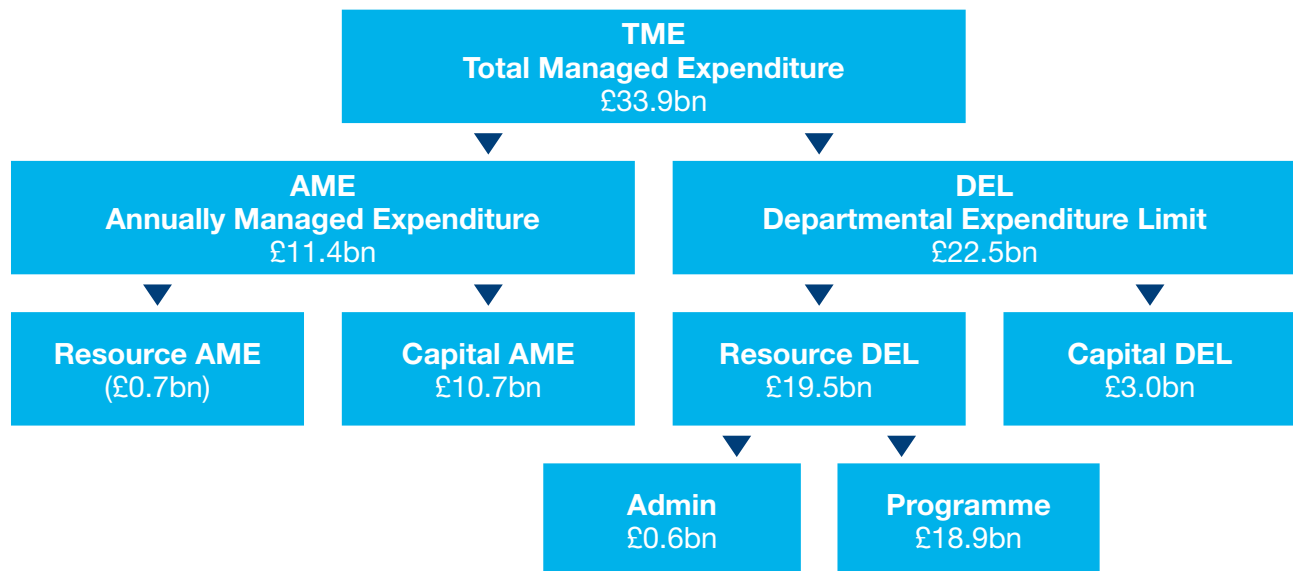 TME
Total Managed Expenditure
£33.9bn
AME
Annually Managed Expenditure
£11.4bn
DEL
Departmental Expenditure Limit
£22.5bn
Resource AME
(£0.7bn)
Capital AME
£10.7bn
Resource DEL
£19.5bn
Capital DEL
£3.0bn
Admin
£0.6bn
Programme
£18.9bn